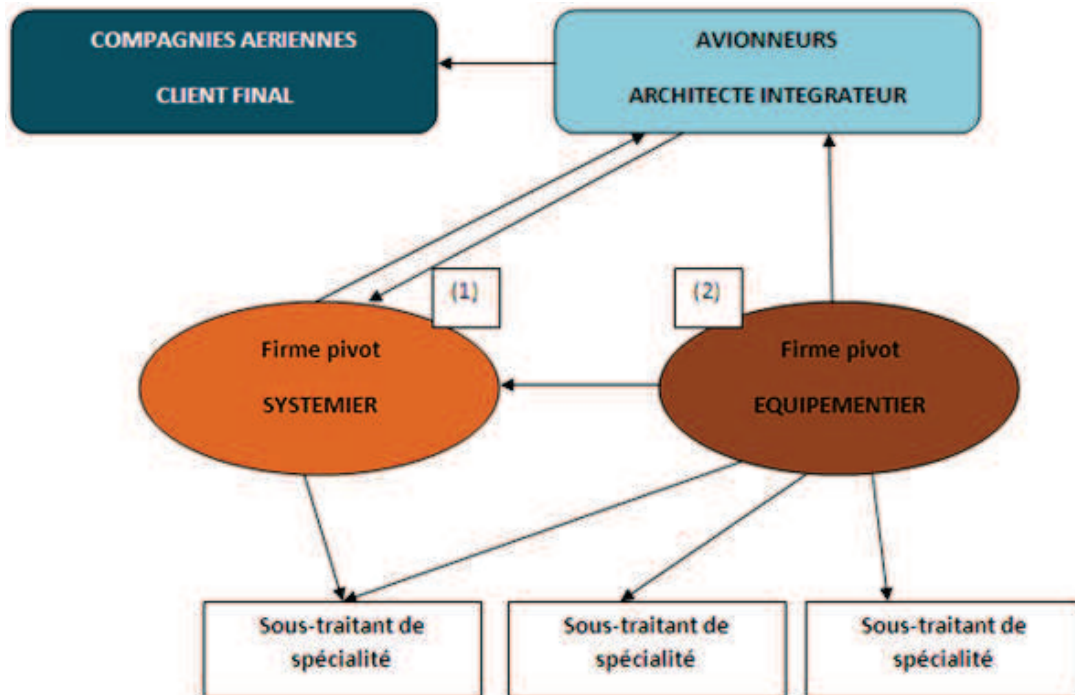 COMPAGNIES AERIENNES
CLIENT FINAL
AVIONNEURS
ARCHITECTE INTEGRATEUR
(1)
(2)
Firme pivot
SYSTEMIER
Firme pivot
EQUIPEMENTIER
Sous-traitant de
spécialité
Sous-traitant de
spécialité
Sous-traitant de
spécialité